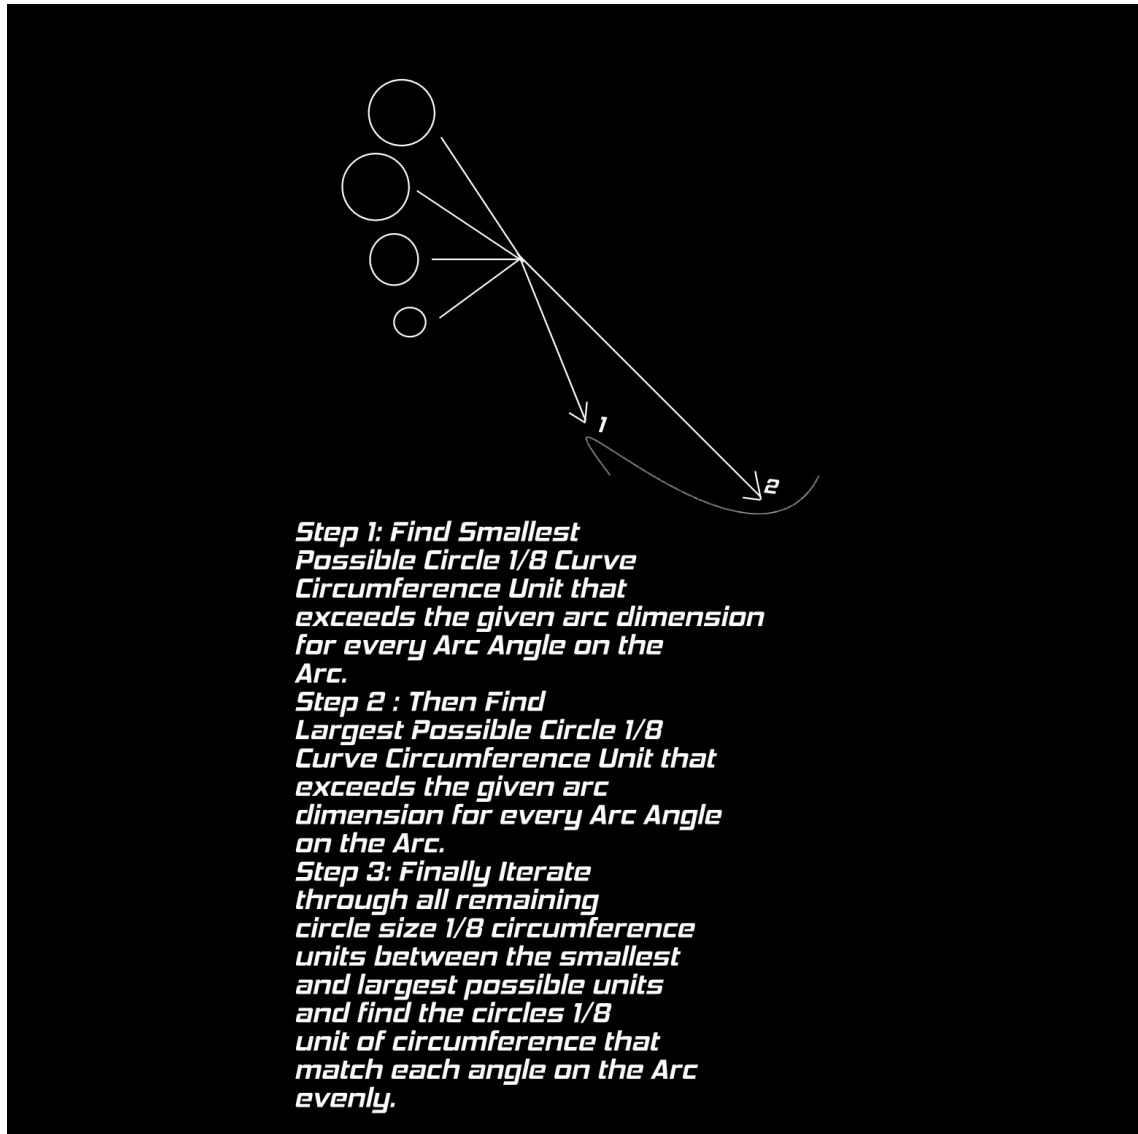 1
2
Step 1: Find Smallest
Possible Circle 1/8 Curve
Circumference Unit that
exceeds the given arc dimension
for every Arc Angle on the
Arc.
Step 2 : Then Find
Largest Possible Circle 1/8
Curve Circumference Unit that
exceeds the given arc
dimension for every Arc Angle
on the Arc.
Step 3: Finally Iterate
through all remaining
circle size 1/8 circumference
units between the smallest
and largest possible units
and find the circles 1/8
unit of circumference that
match each angle on the Arc
evenly.